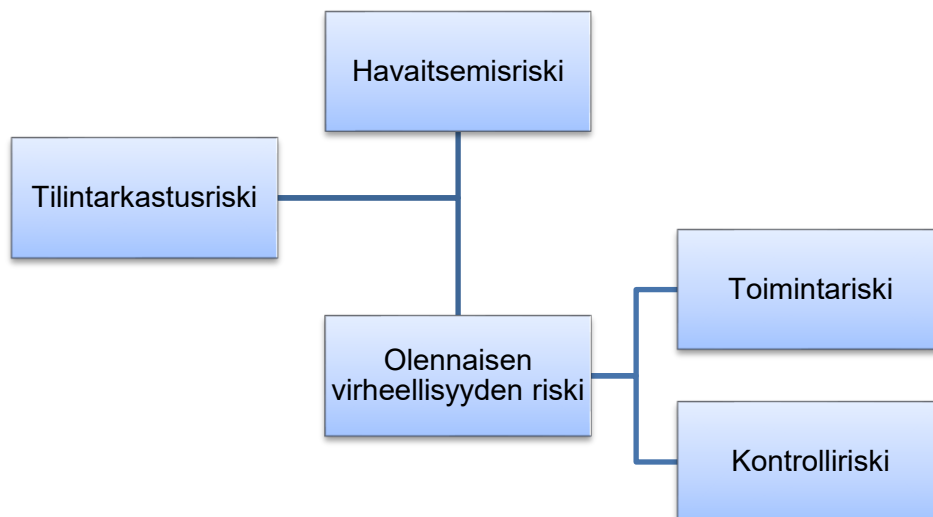 Havaitsemisriski
Tilintarkastusriski
Toimintariski
Olennaisen
virheellisyyden riski
Kontrolliriski